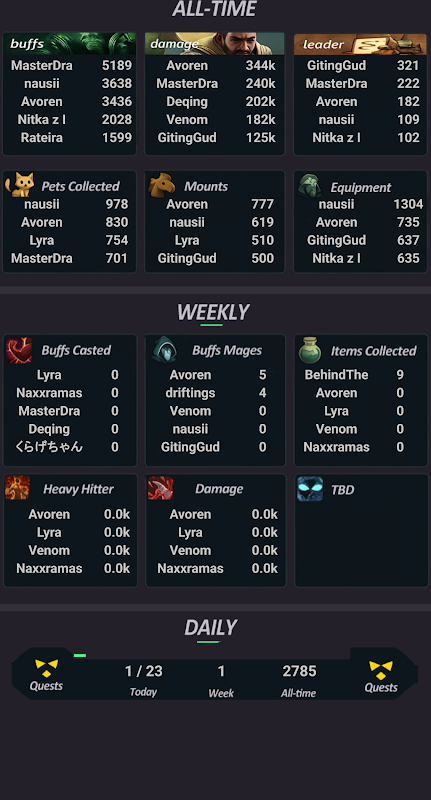 ALL-TIME
buffs damage leader
MasterDra 5189 Avoren 344k GitingGud 321
nausii 3638 MasterDra 240k MasterDra 222
Avoren 3436 Deqing 202k Avoren 182
Nitka z l 2028 Venom 182k nausii 109
Rateira 1599 GitingGud 125k Nitka z l 102
Pets Collected Mounts Equipment
nausii 978 Avoren 777 nausii 1304
Avoren 830 nausii 619 Avoren 735
Lyra 754 Lyra 510 GitingGud 637
MasterDra 701 GitingGud 500 Nitka z l 635
WEEKLY
Buffs Casted Buffs Mages Items Collected
Lyra 0 Avoren 5 BehindThe 9
Naxxramas 0 driftings 4 Avoren 0
MasterDra 0 Venom 0 Lyra 0
Deqing 0 nausii 0 Venom 0
くらげちゃん 0 GitingGud 0 Naxxramas 0
Heavy Hitter Damage TBD
Avoren 0.0k Avoren 0.0k
Lyra 0.0k Lyra 0.0k
Venom 0.0k Venom 0.0k
Naxxramas 0.0k Naxxramas 0.0k
DAILY
1 / 23 1 2785
Quests Today Week All-time Quests